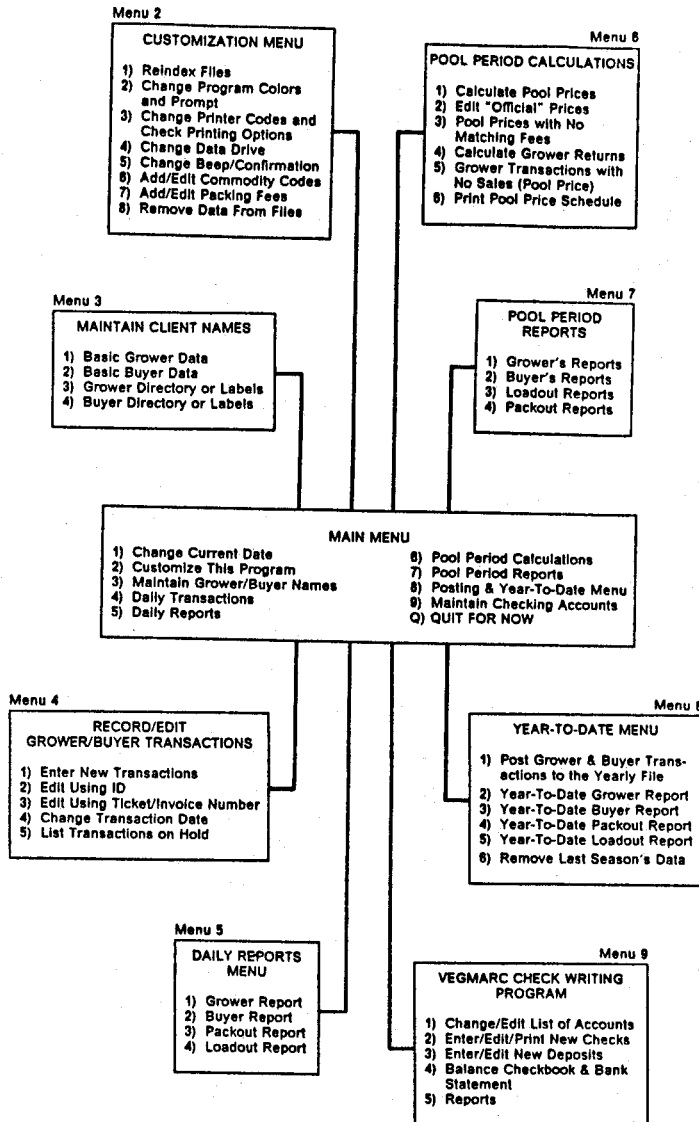 Menu 2
CUSTOMIZATION MENU
1) Reindex Files
2) Change Program Colors
and Prompt
3) Change Printer Codes and
Check Printing Options
4) Change Data Drive
5) Change Beep/Confirmation
6) Add/Edit Commodity Codes
7) Add/Edit Packing Fees
8) Remove Data From Files
Menu 6
POOL PERIOD CALCULATIONS
1) Calculate Pool Prices
2) Edit "Official" Prices
3) Pool Prices with No
Matching Fees
4) Calculate Grower Returns
5) Grower Transactions with
No Sales (Pool Price)
6) Print Pool Price Schedule
Menu 3
MAINTAIN CLIENT NAMES
1) Basic Grower Data
2) Basic Buyer Data
3) Grower Directory or Labels
4) Buyer Directory or Labels
Menu 7
POOL PERIOD
REPORTS
1) Grower's Reports
2) Buyer's Reports
3) Loadout Reports
4) Packout Reports
MAIN MENU
1) Change Current Date
2) Customize This Program
3) Maintain Grower/Buyer Names
4) Daily Transactions
5) Daily Reports
6) Pool Period Calculations
7) Pool Period Reports
8) Posting & Year-To-Date Menu
9) Maintain Checking Accounts
Q) QUIT FOR NOW
Menu 4
RECORD/EDIT
GROWER/BUYER TRANSACTIONS
1) Enter New Transactions
2) Edit Using ID
3) Edit Using Ticket/Invoice Number
4) Change Transaction Date
5) List Transactions on Hold
Menu 8
YEAR-TO-DATE MENU
1) Post Grower & Buyer Trans-
actions to the Yearly File
2) Year-To-Date Grower Report
3) Year-To-Date Buyer Report
4) Year-To-Date Packout Report
5) Year-To-Date Loadout Report
6) Remove Last Season's Data
Menu 5
DAILY REPORTS
MENU
1) Grower Report
2) Buyer Report
3) Packout Report
4) Loadout Report
Menu 9
VEGMARC CHECK WRITING
PROGRAM
1) Change/Edit List of Accounts
2) Enter/Edit/Print New Checks
3) Enter/Edit New Deposits
4) Balance Checkbook & Bank
Statement
5) Reports